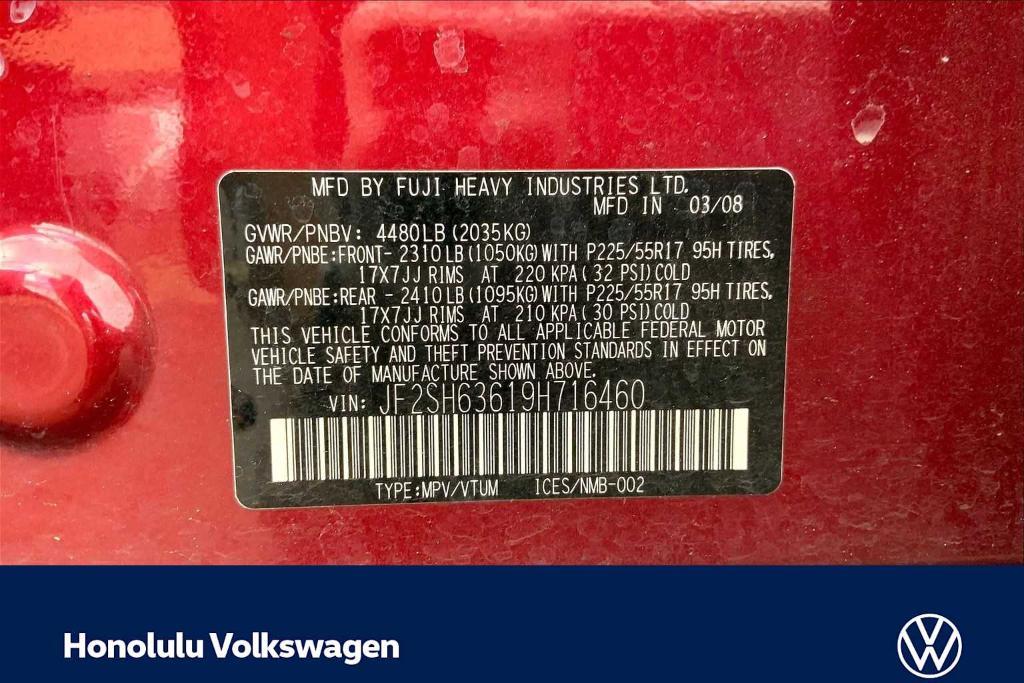 MFD BY FUJI HEAVY INDUSTRIES LTD.
MFD IN 03/08
GVWR/PNBV: 4480LB (2035KG)
GAWR/PNBE:FRONT- 2310LB (1050KG) WITH P225/55R17 95H TIRES,
17X7JJ RIMS AT 220 KPA ( 32 PSI) COLD
GAWR/PNBE:REAR - 2410LB (1095KG) WITH P225/55R17 95H TIRES,
17X7JJ RIMS AT 210 KPA ( 30 PSI) COLD
THIS VEHICLE CONFORMS TO ALL APPLICABLE FEDERAL MOTOR
VEHICLE SAFETY AND THEFT PREVENTION STANDARDS IN EFFECT ON
THE DATE OF MANUFACTURE SHOWN ABOVE.
VIN: JF2SH63619H716460
TYPE:MPV/VTUM ICES/NMB-002
Honolulu Volkswagen